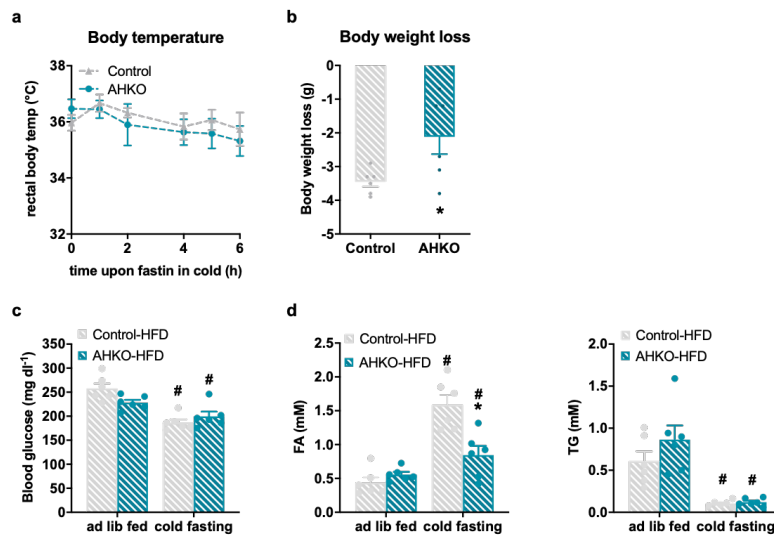 a
Body temperature
Control
AHKO
38
36
34
32
0
2
4
6
rectal body temp (°C)
time upon fastin in cold (h)
b
Body weight loss
0
-1
-2
-3
-4
-5
Body weight loss (g)
*
Control
AHKO
c
Control-HFD
AHKO-HFD
350
300
250
200
150
100
50
0
Blood glucose (mg dl-1)
#
#
ad lib fed
cold fasting
d
Control-HFD
AHKO-HFD
2.5
2.0
1.5
1.0
0.5
0.0
FA (mM)
#
#
*
ad lib fed
cold fasting
Control-HFD
AHKO-HFD
2.0
1.5
1.0
0.5
0.0
TG (mM)
#
#
ad lib fed
cold fasting